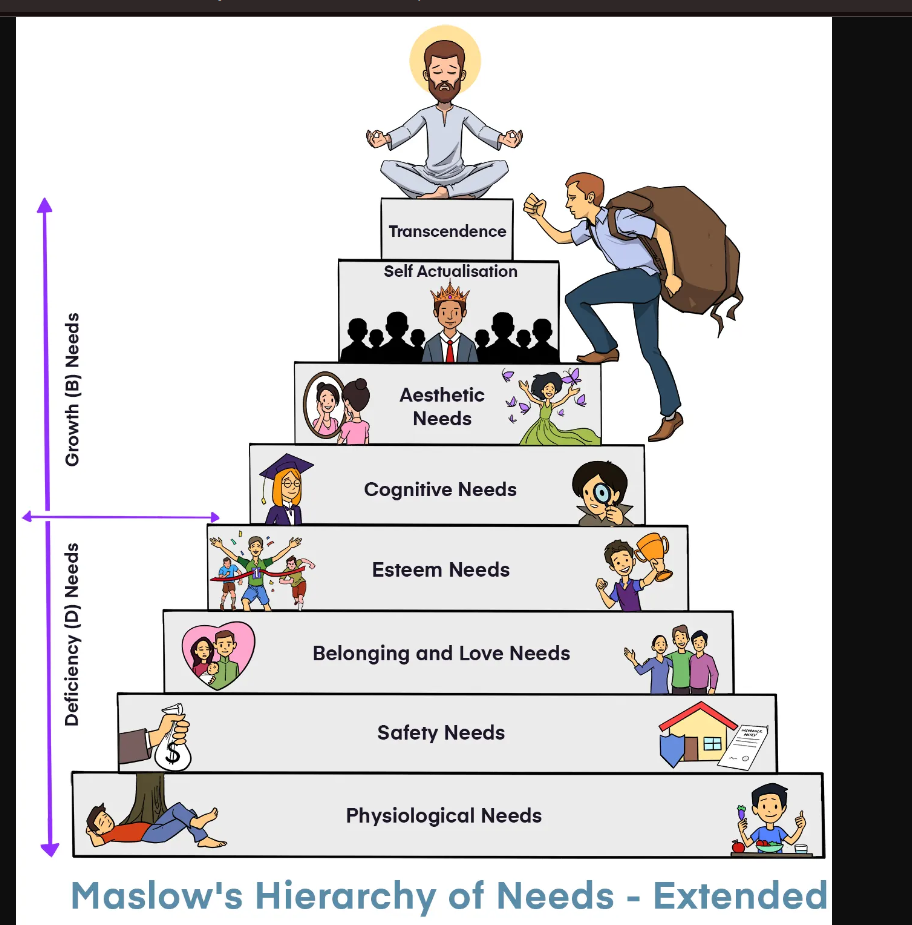 Transcendence
Self Actualisation
Growth (B) Needs
Aesthetic
Needs
Cognitive Needs
Deficiency (D) Needs
Esteem Needs
Belonging and Love Needs
Safety Needs
$
Physiological Needs
Maslow's Hierarchy of Needs - Extended